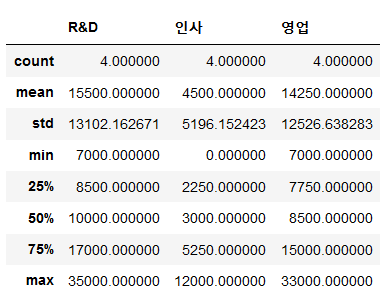 R&D 인사 영업
count 4.000000 4.000000 4.000000
mean 15500.000000 4500.000000 14250.000000
std 13102.162671 5196.152423 12526.638283
min 7000.000000 0.000000 7000.000000
25% 8500.000000 2250.000000 7750.000000
50% 10000.000000 3000.000000 8500.000000
75% 17000.000000 5250.000000 15000.000000
max 35000.000000 12000.000000 33000.000000